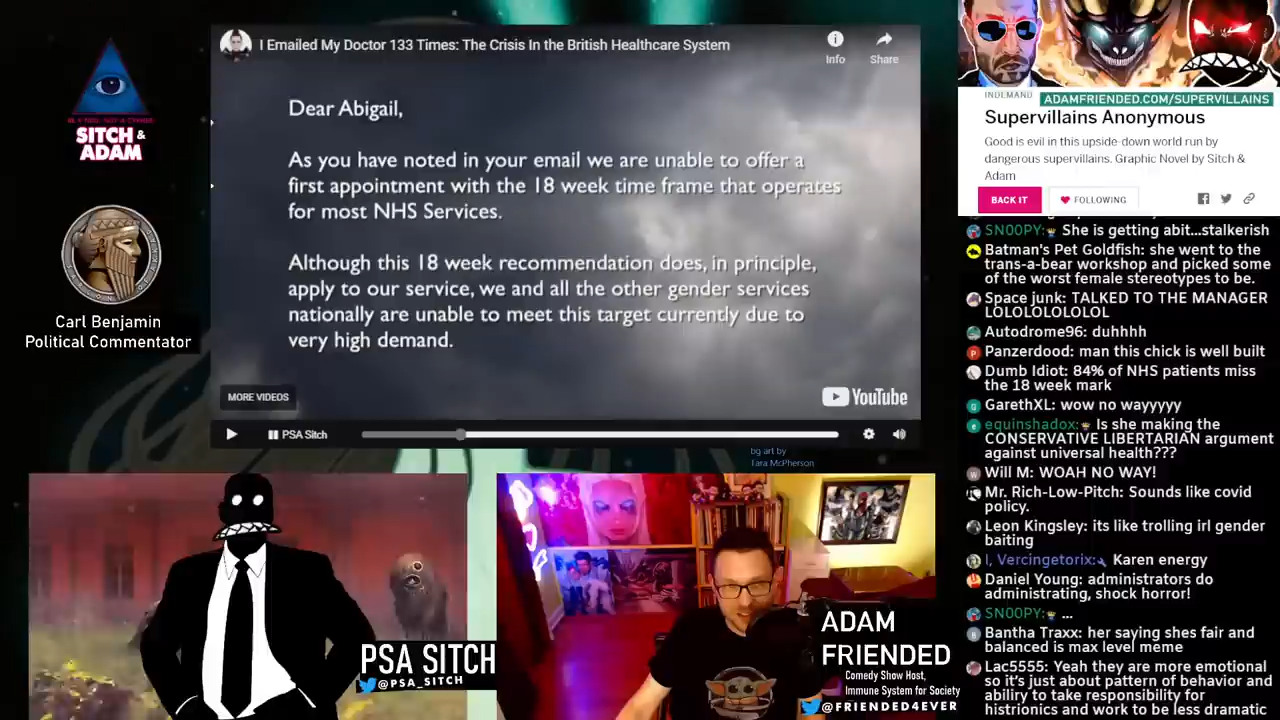 I Emailed My Doctor 133 Times: The Crisis In the British Healthcare System
Info
Share
Dear Abigail,
As you have noted in your email we are unable to offer a
first appointment with the 18 week time frame that operates
for most NHS Services.
Although this 18 week recommendation does, in principle,
apply to our service, we and all the other gender services
nationally are unable to meet this target currently due to
very high demand.
MORE VIDEOS
YouTube
PSA Sitch
bg art by
Tara McPherson
SITCH &
ADAM
Carl Benjamin
Political Commentator
PSA SITCH
@PSA_SITCH
ADAM
FRIENDED
Comedy Show Host,
Immune System for Society
@FRIENDED4EVER
INDEMAND
ADAMFRIENDED.COM/SUPERVILLAINS
Supervillains Anonymous
Good is evil in this upside-down world run by
dangerous supervillains. Graphic Novel by Sitch &
Adam
BACK IT
FOLLOWING
SN0OPY: She is getting abit...stalkerish
Batman's Pet Goldfish: she went to the
trans-a-bear workshop and picked some
of the worst female stereotypes to be.
Space junk: TALKED TO THE MANAGER
LOLOLOLOLOLOL
Autodrome96: duhhhh
Panzerdood: man this chick is well built
Dumb Idiot: 84% of NHS patients miss
the 18 week mark
GarethXL: wow no wayyyyy
equinshadox: Is she making the
CONSERVATIVE LIBERTARIAN argument
against universal health???
Will M: WOAH NO WAY!
Mr. Rich-Low-Pitch: Sounds like covid
policy.
Leon Kingsley: its like trolling irl gender
baiting
I, Vercingetorix: Karen energy
Daniel Young: administrators do
administrating, shock horror!
SN0OPY: ...
Bantha Traxx: her saying shes fair and
balanced is max level meme
Lac5555: Yeah they are more emotional
so it's just about pattern of behavior and
abiliry to take responsibility for
histrionics and work to be less dramatic